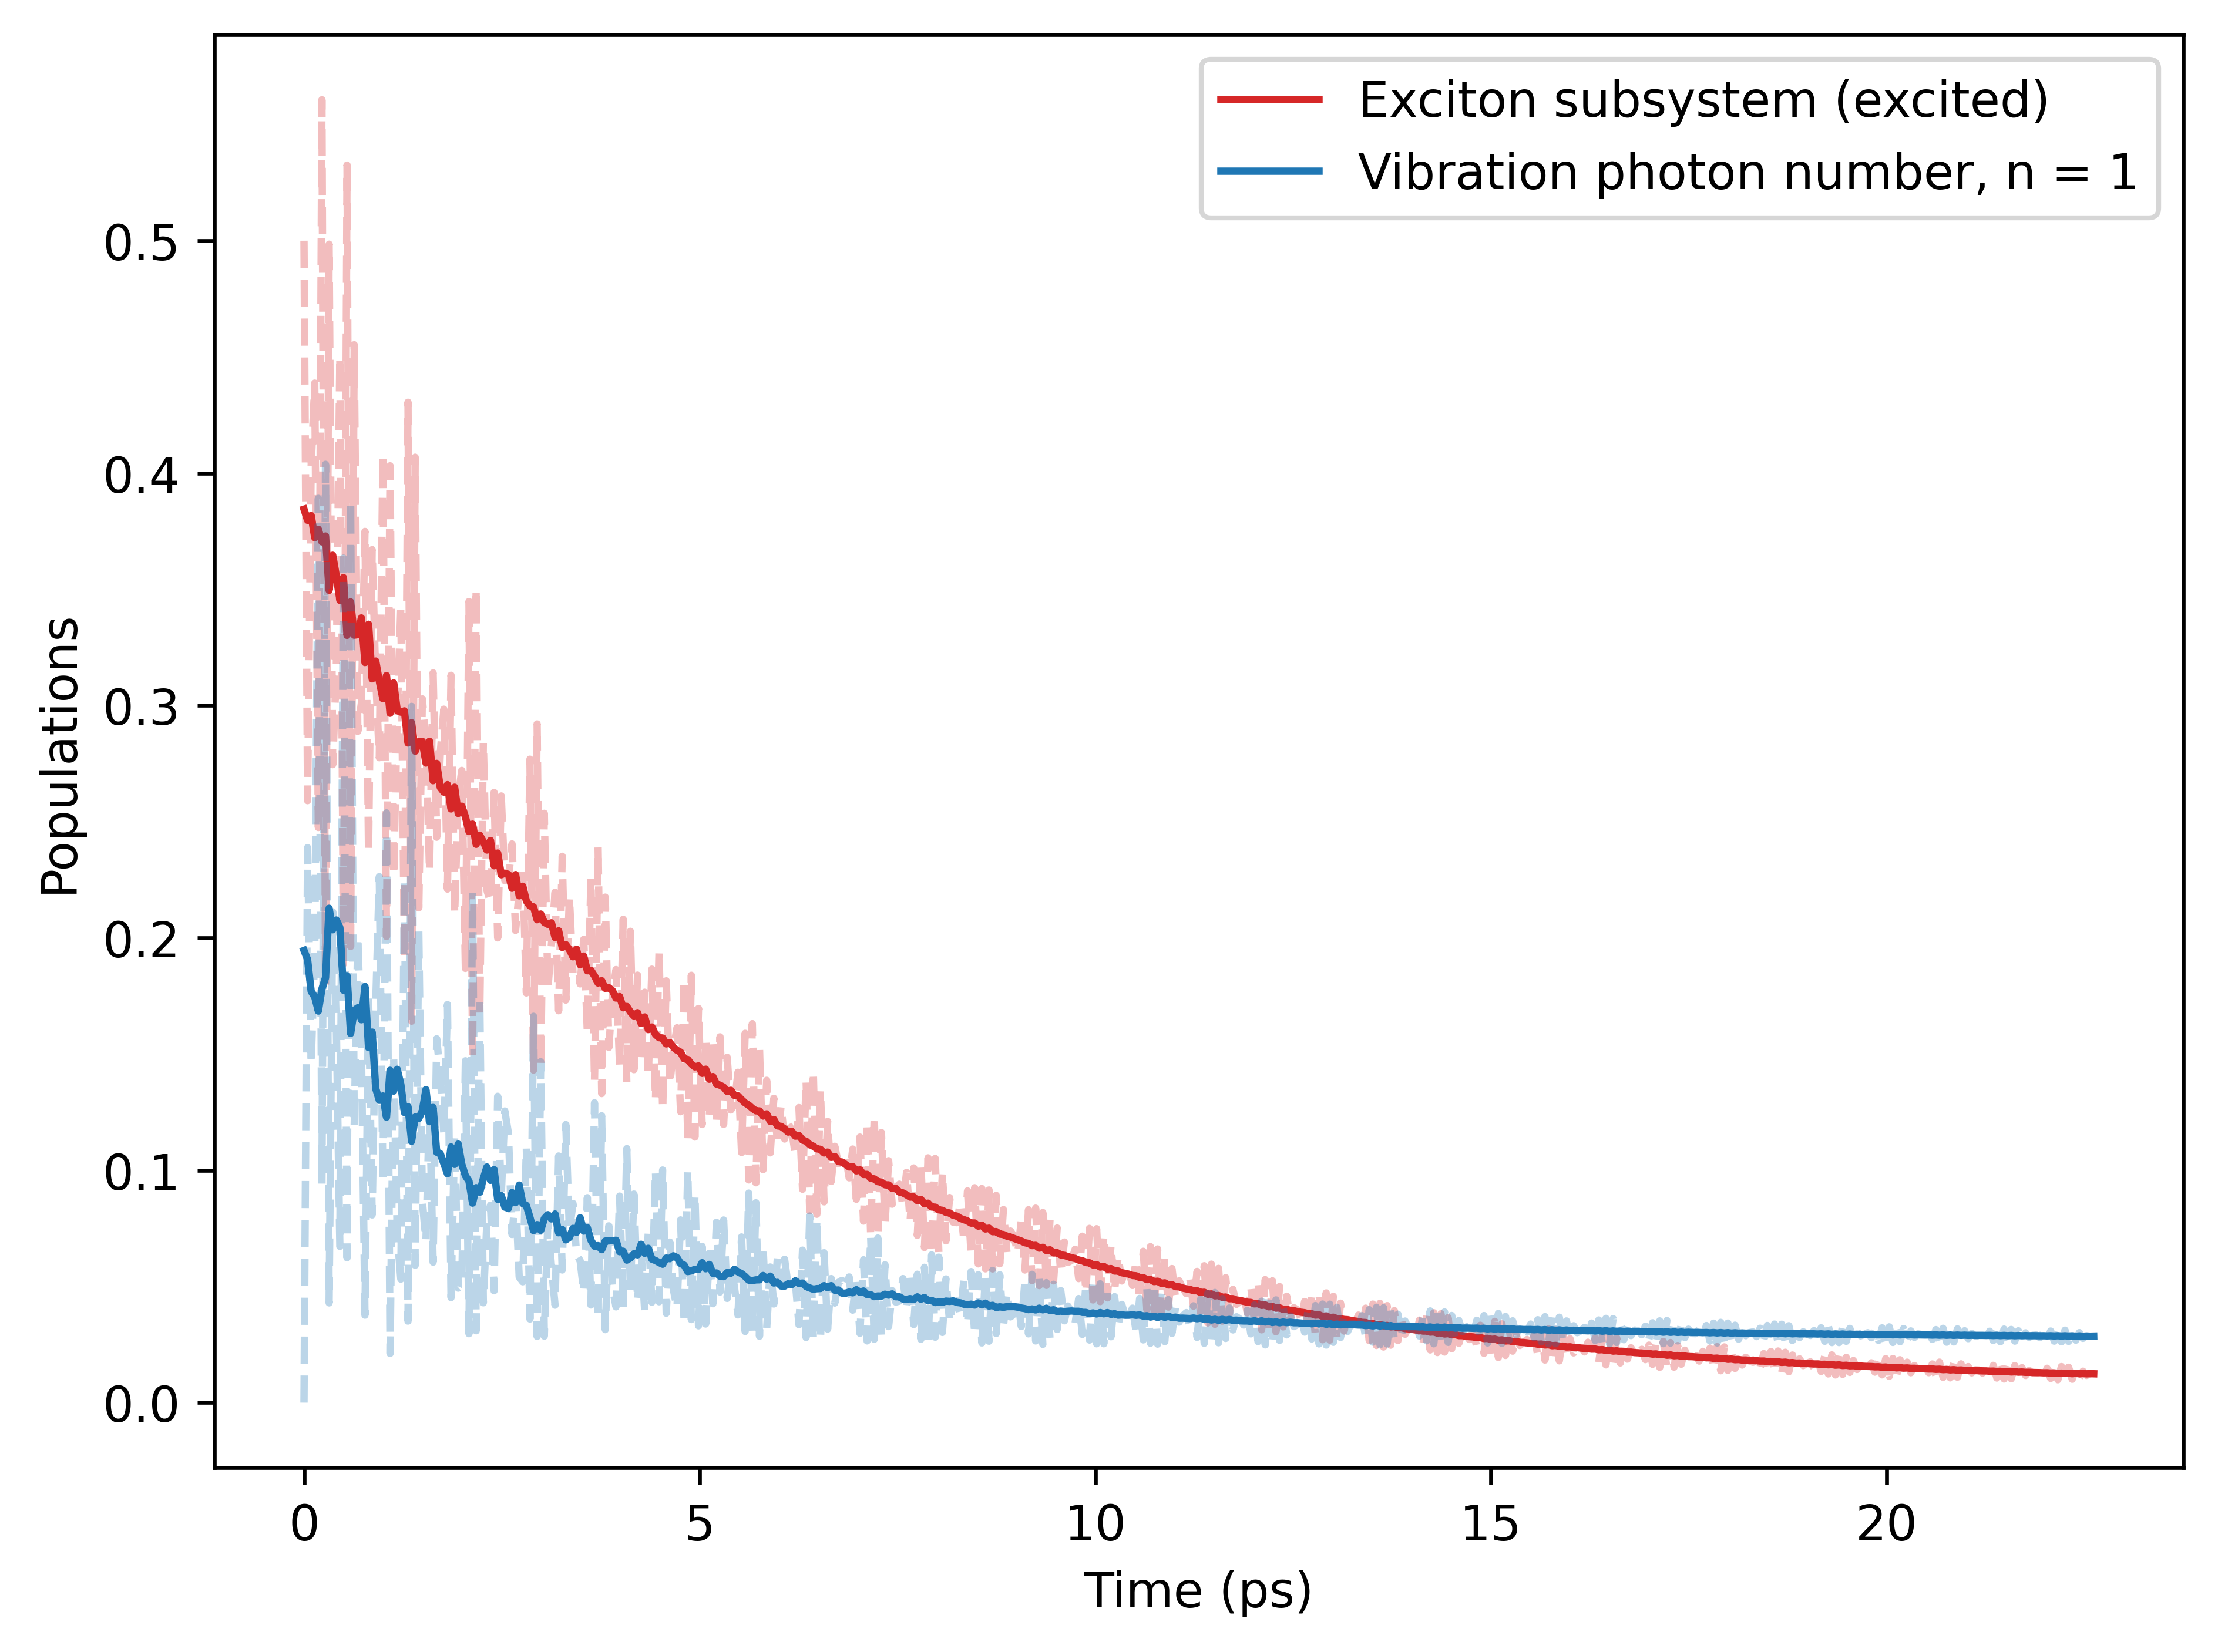 Exciton subsystem (excited)
Vibration photon number, n = 1
Populations
0.5
0.4
0.3
0.2
0.1
0.0
0 5 10 15 20
Time (ps)